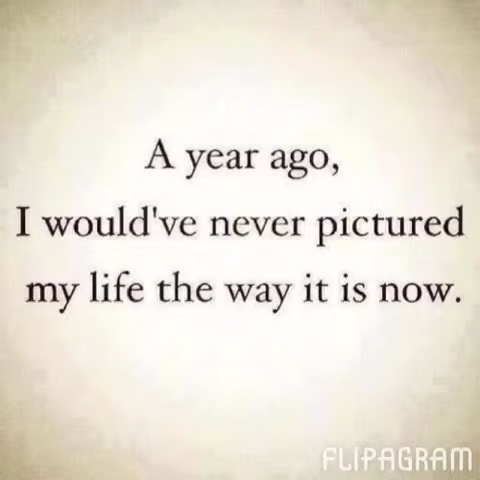 A year ago,
I would've never pictured
my life the way it is now.
FLIPAGRAM